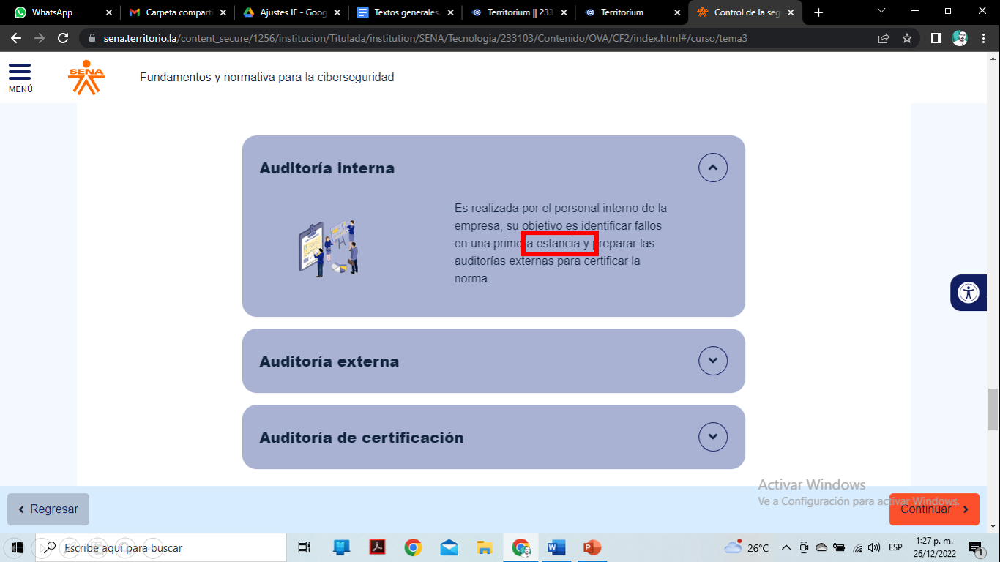 WhatsApp
Carpeta comparti
Ajustes IE - Goog
Textos generales.
Territorium || 233
Territorium
Control de la seg
sena.territorio.la/content_secure/1256/institucion/Titulada/institution/SENA/Tecnologia/233103/Contenido/OVA/CF2/index.html#/curso/tema3
MENÚ
SENA
Fundamentos y normativa para la ciberseguridad
Auditoría interna
Es realizada por el personal interno de la
empresa, su objetivo es identificar fallos
en una primera estancia y preparar las
auditorías externas para certificar la
norma.
Auditoría externa
Auditoría de certificación
Activar Windows
Ve a Configuración para activar Windows.
Regresar
Continuar
Escribe aquí para buscar
26°C
ESP
1:27 p. m.
26/12/2022
1